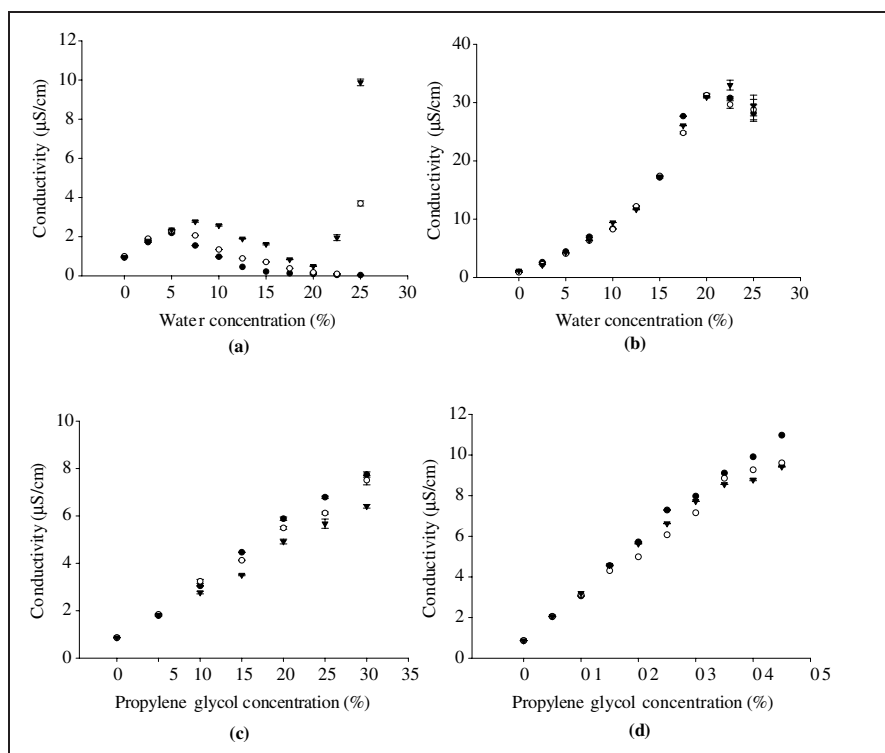 12
10
8
6
4
2
0
Conductivity (µS/cm)
0 5 10 15 20 25 30
Water concentration (%)
(a)
40
30
20
10
0
Conductivity (µS/cm)
0 5 10 15 20 25 30
Water concentration (%)
(b)
10
8
6
4
2
0
Conductivity (µS/cm)
0 5 10 15 20 25 30 35
Propylene glycol concentration (%)
(c)
12
10
8
6
4
2
0
Conductivity (µS/cm)
0 0 1 0 2 0 3 0 4 0 5
Propylene glycol concentration (%)
(d)